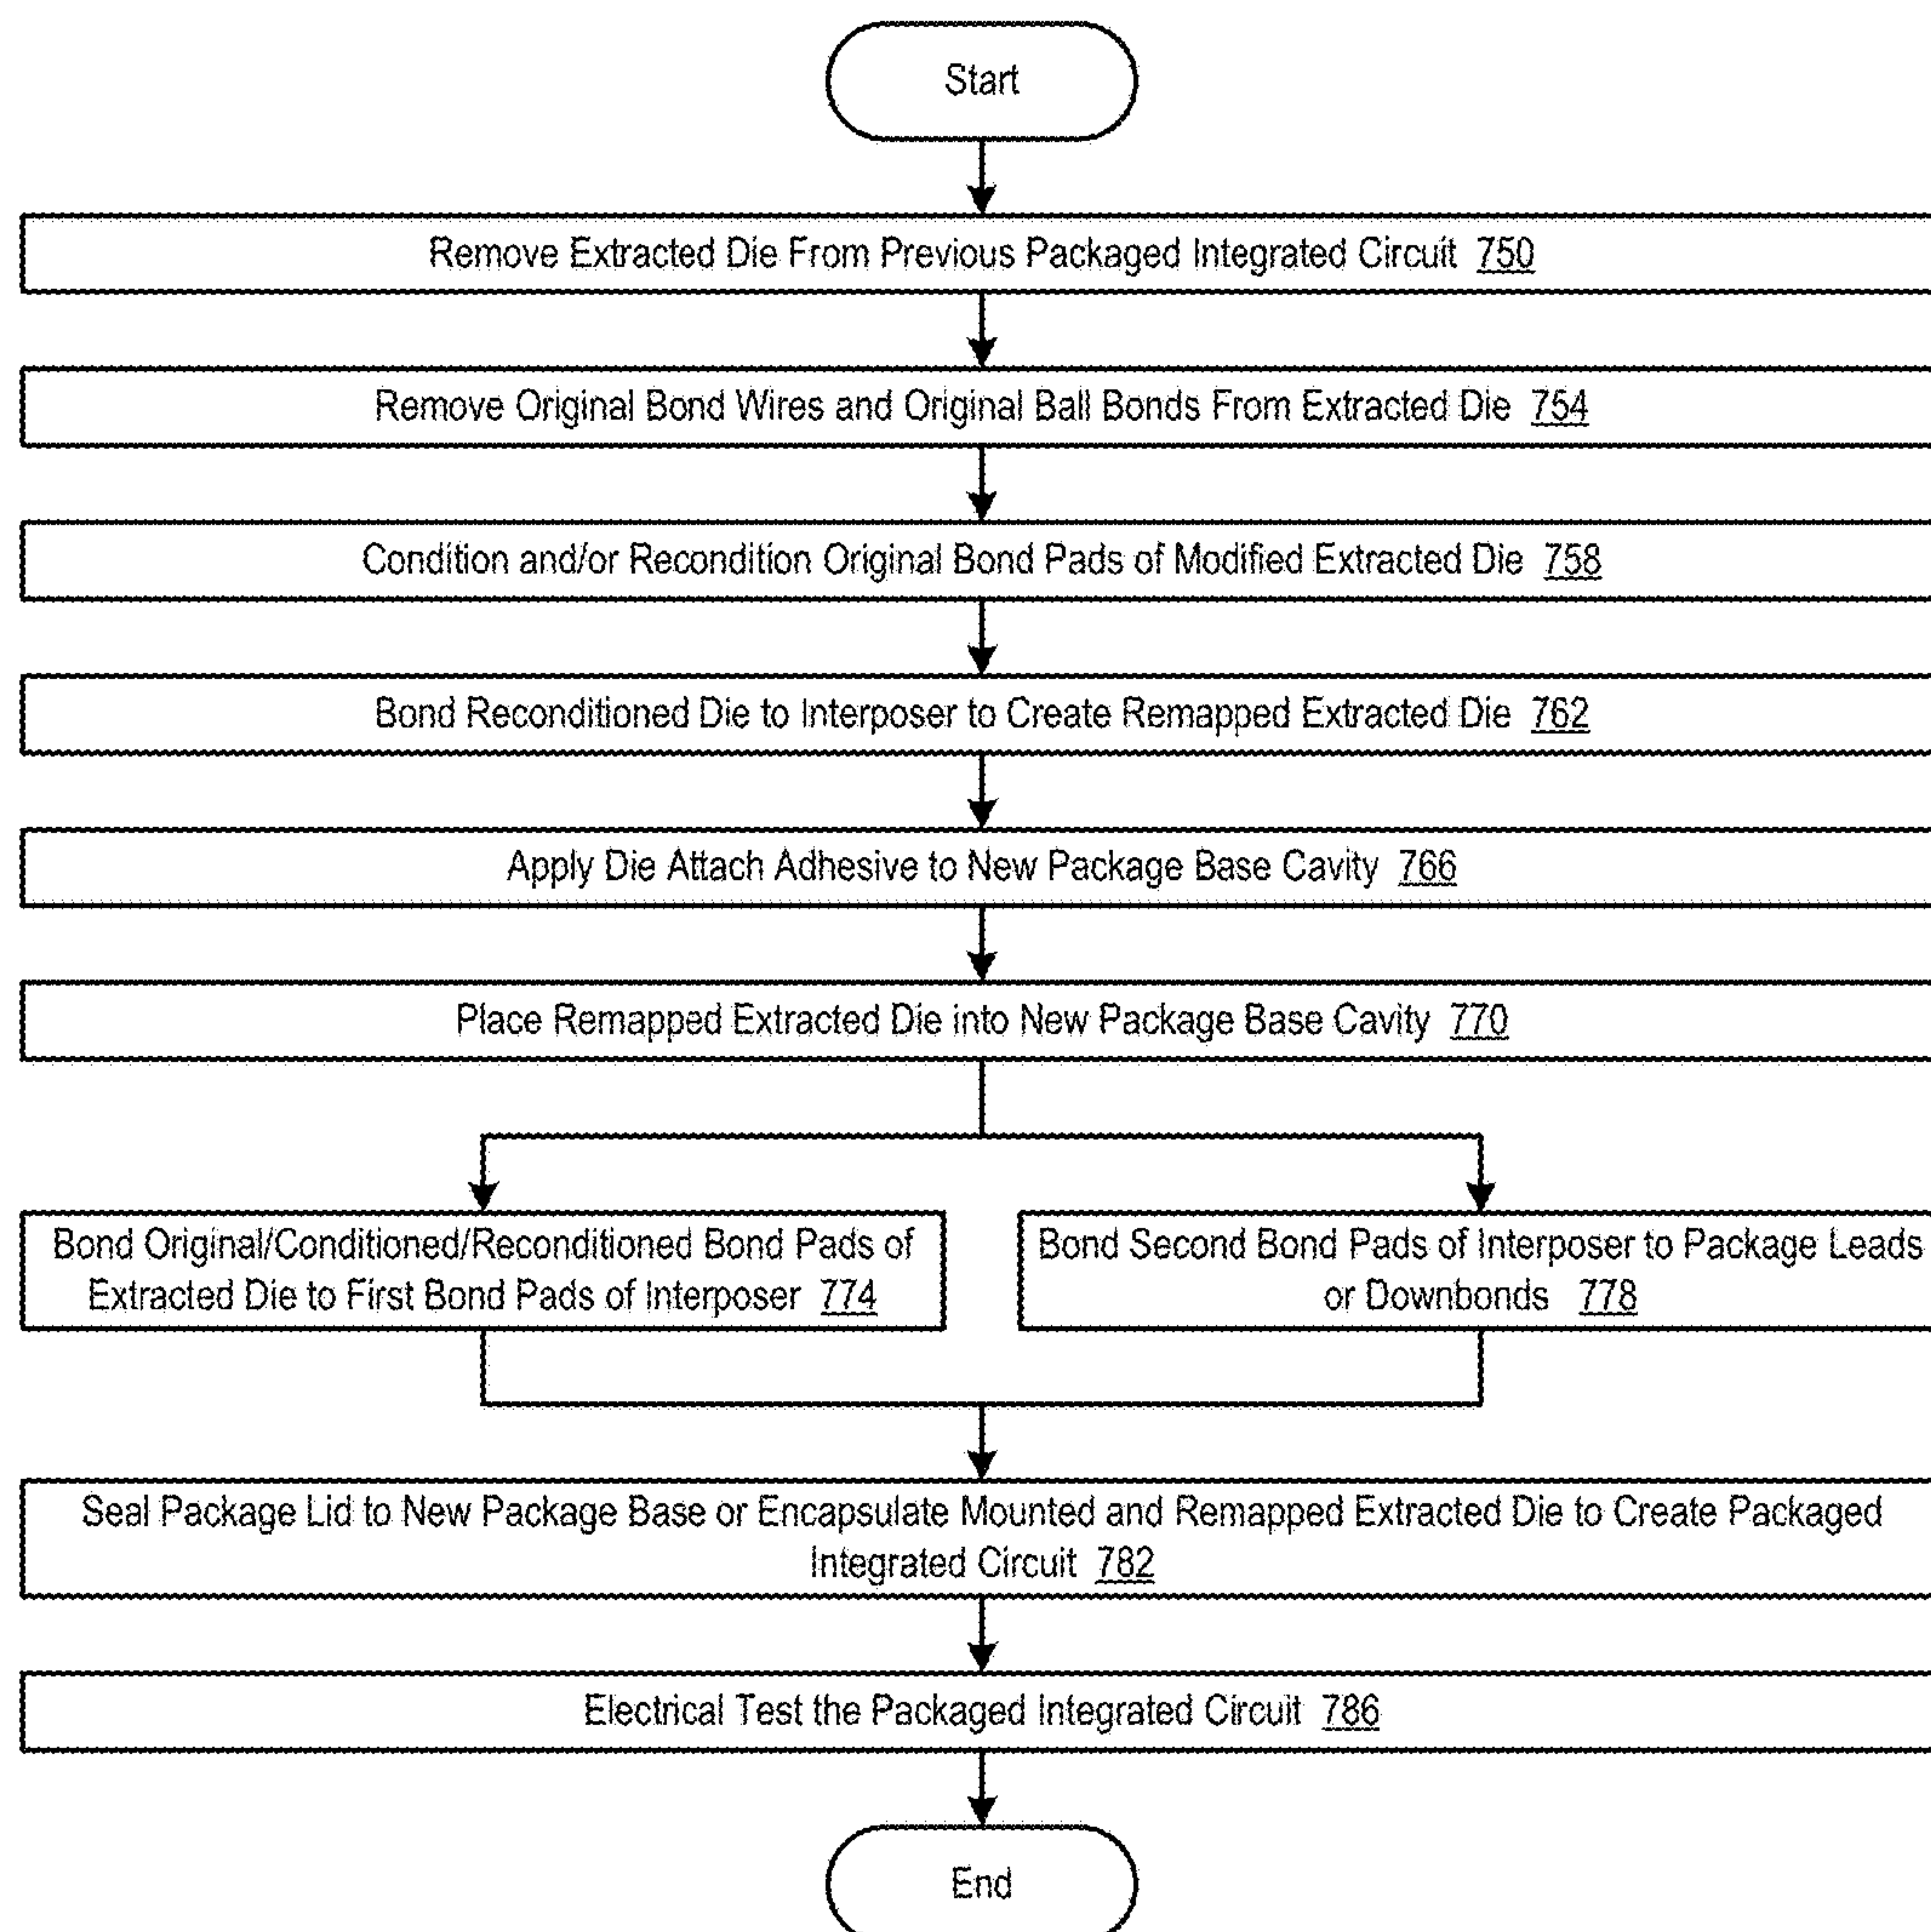 Start
Remove Extracted Die From Previous Packaged Integrated Circuit 750
Remove Original Bond Wires and Original Ball Bonds From Extracted Die 754
Condition and/or Recondition Original Bond Pads of Modified Extracted Die 758
Bond Reconditioned Die to Interposer to Create Remapped Extracted Die 762
Apply Die Attach Adhesive to New Package Base Cavity 766
Place Remapped Extracted Die into New Package Base Cavity 770
Bond Original/Conditioned/Reconditioned Bond Pads of
Extracted Die to First Bond Pads of Interposer 774
Bond Second Bond Pads of Interposer to Package Leads
or Downbonds 778
Seal Package Lid to New Package Base or Encapsulate Mounted and Remapped Extracted Die to Create Packaged
Integrated Circuit 782
Electrical Test the Packaged Integrated Circuit 786
End